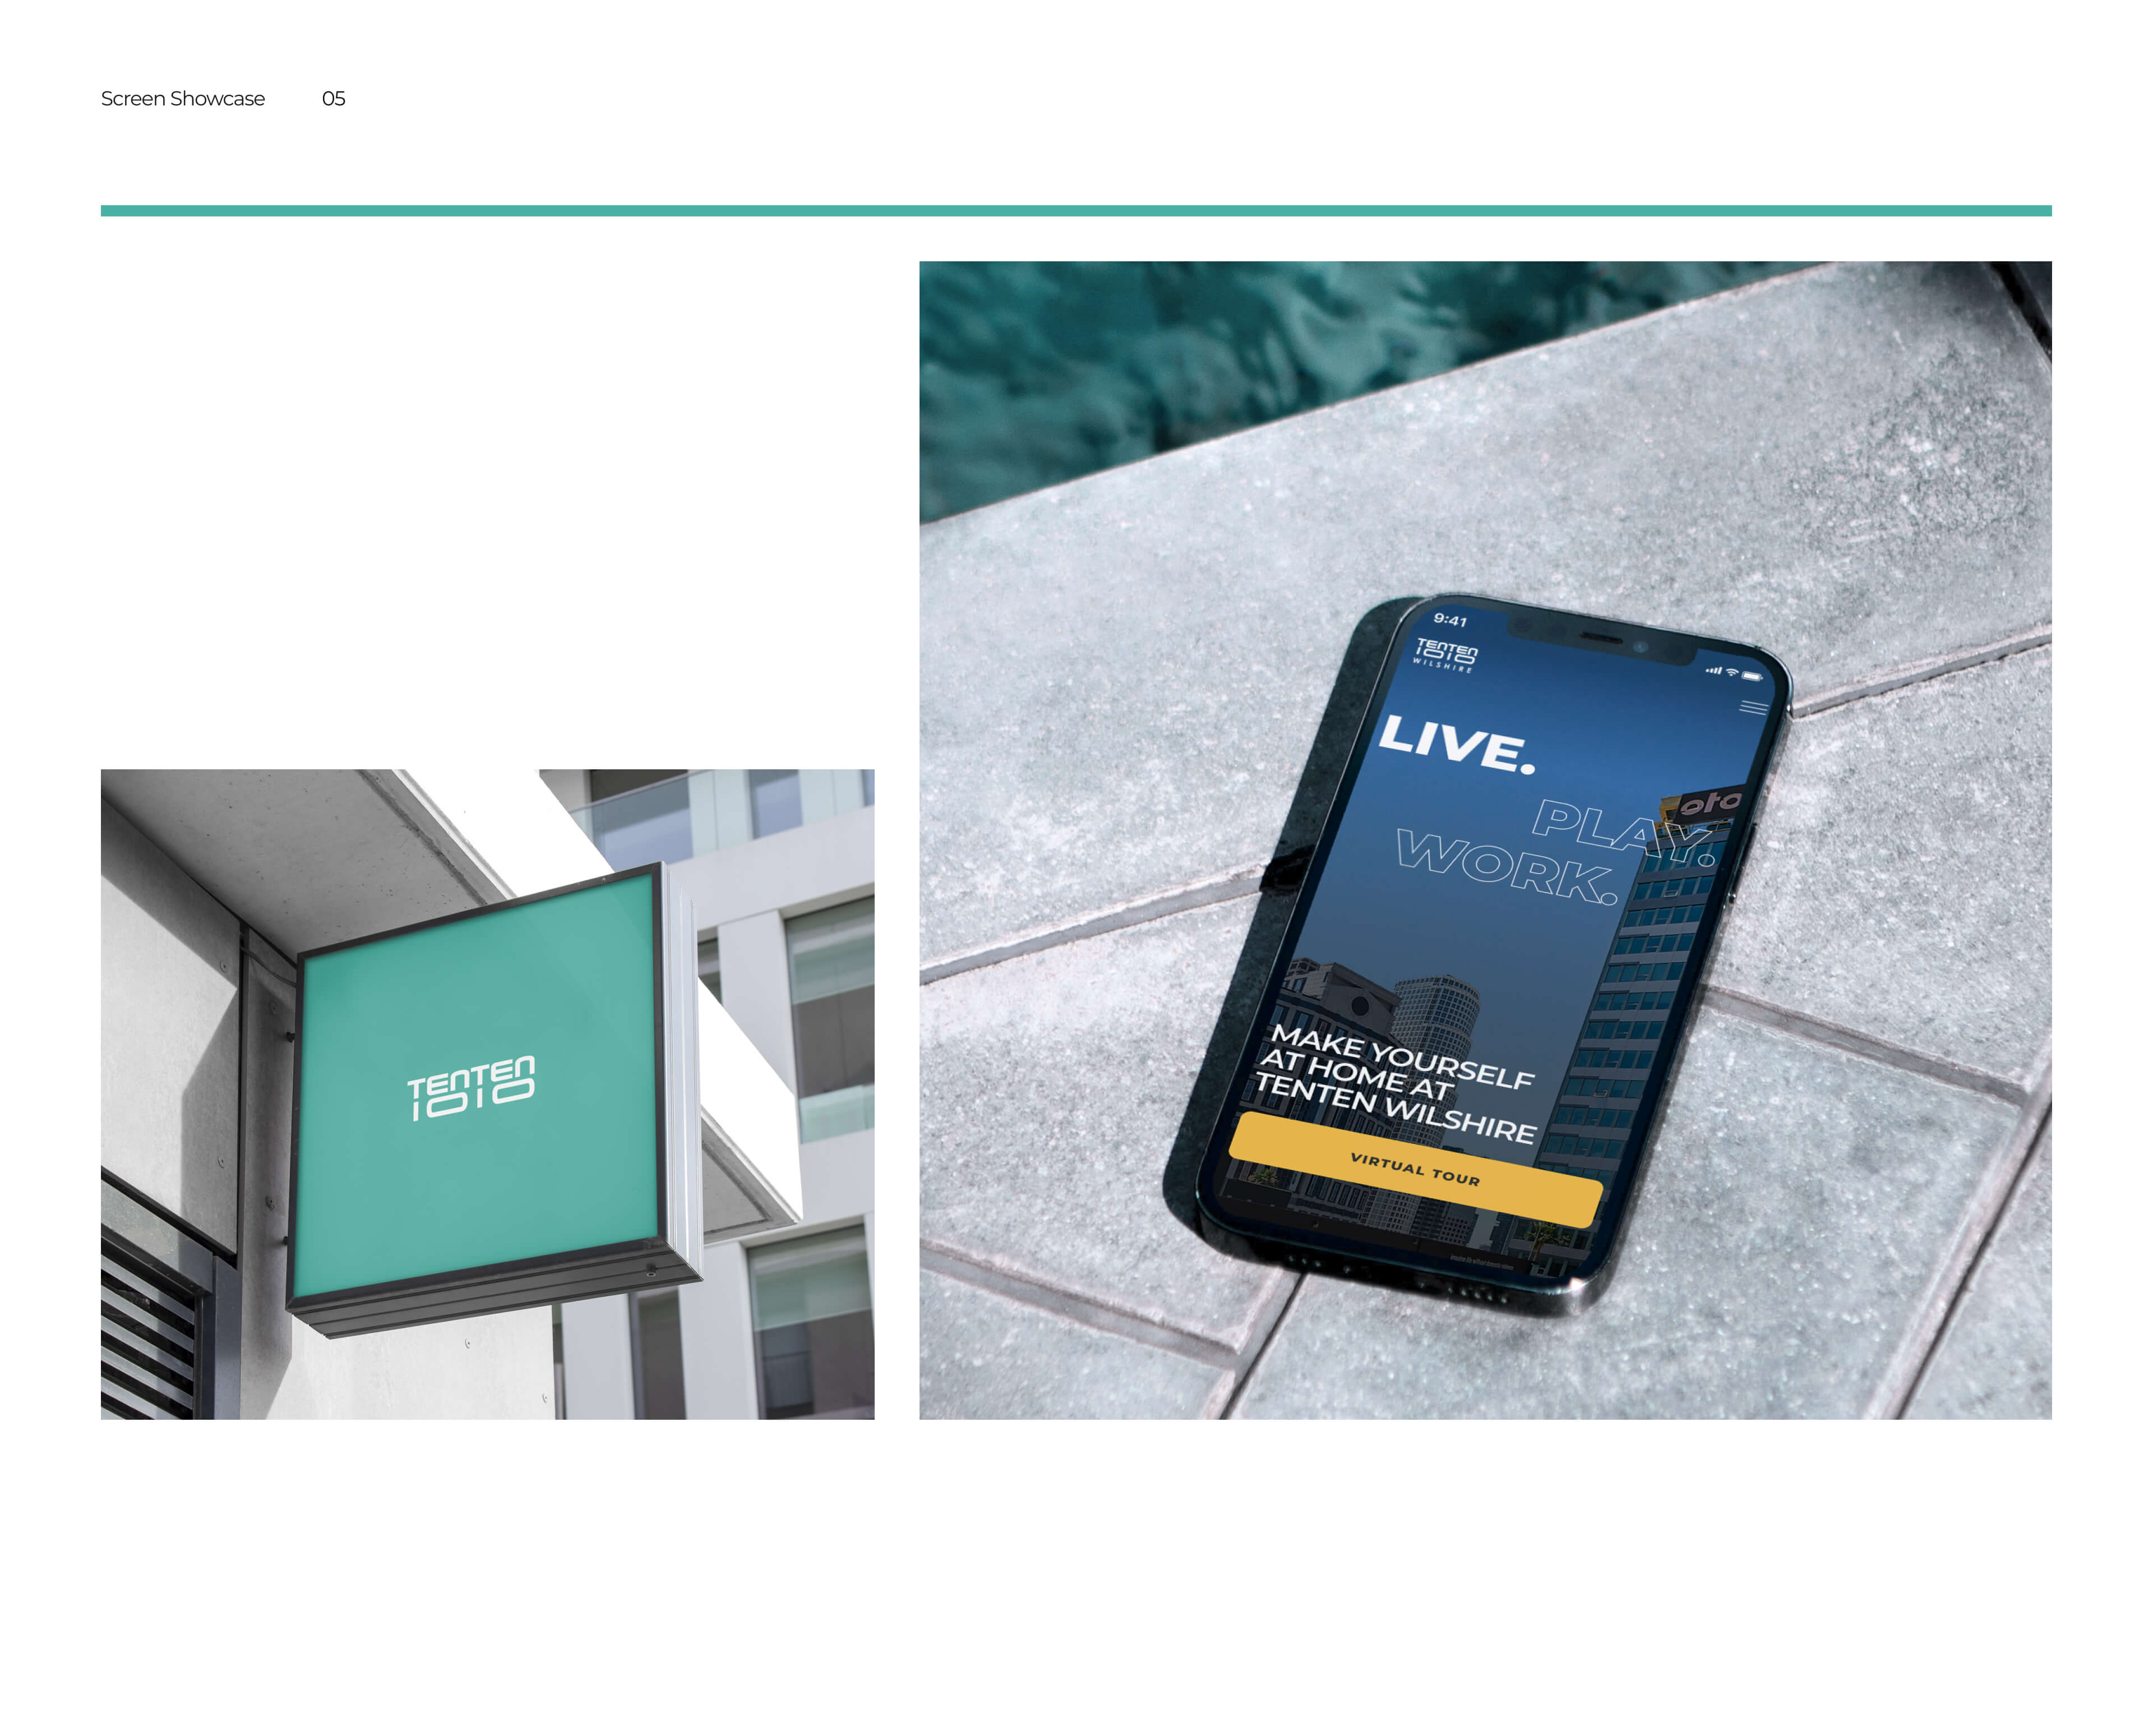 Screen Showcase 05
TENTEN
1010
9:41
TENTEN
1010
WILSHIRE
LIVE.
PLAY.
WORK.
oto
MAKE YOURSELF
AT HOME AT
TENTEN WILSHIRE
VIRTUAL TOUR